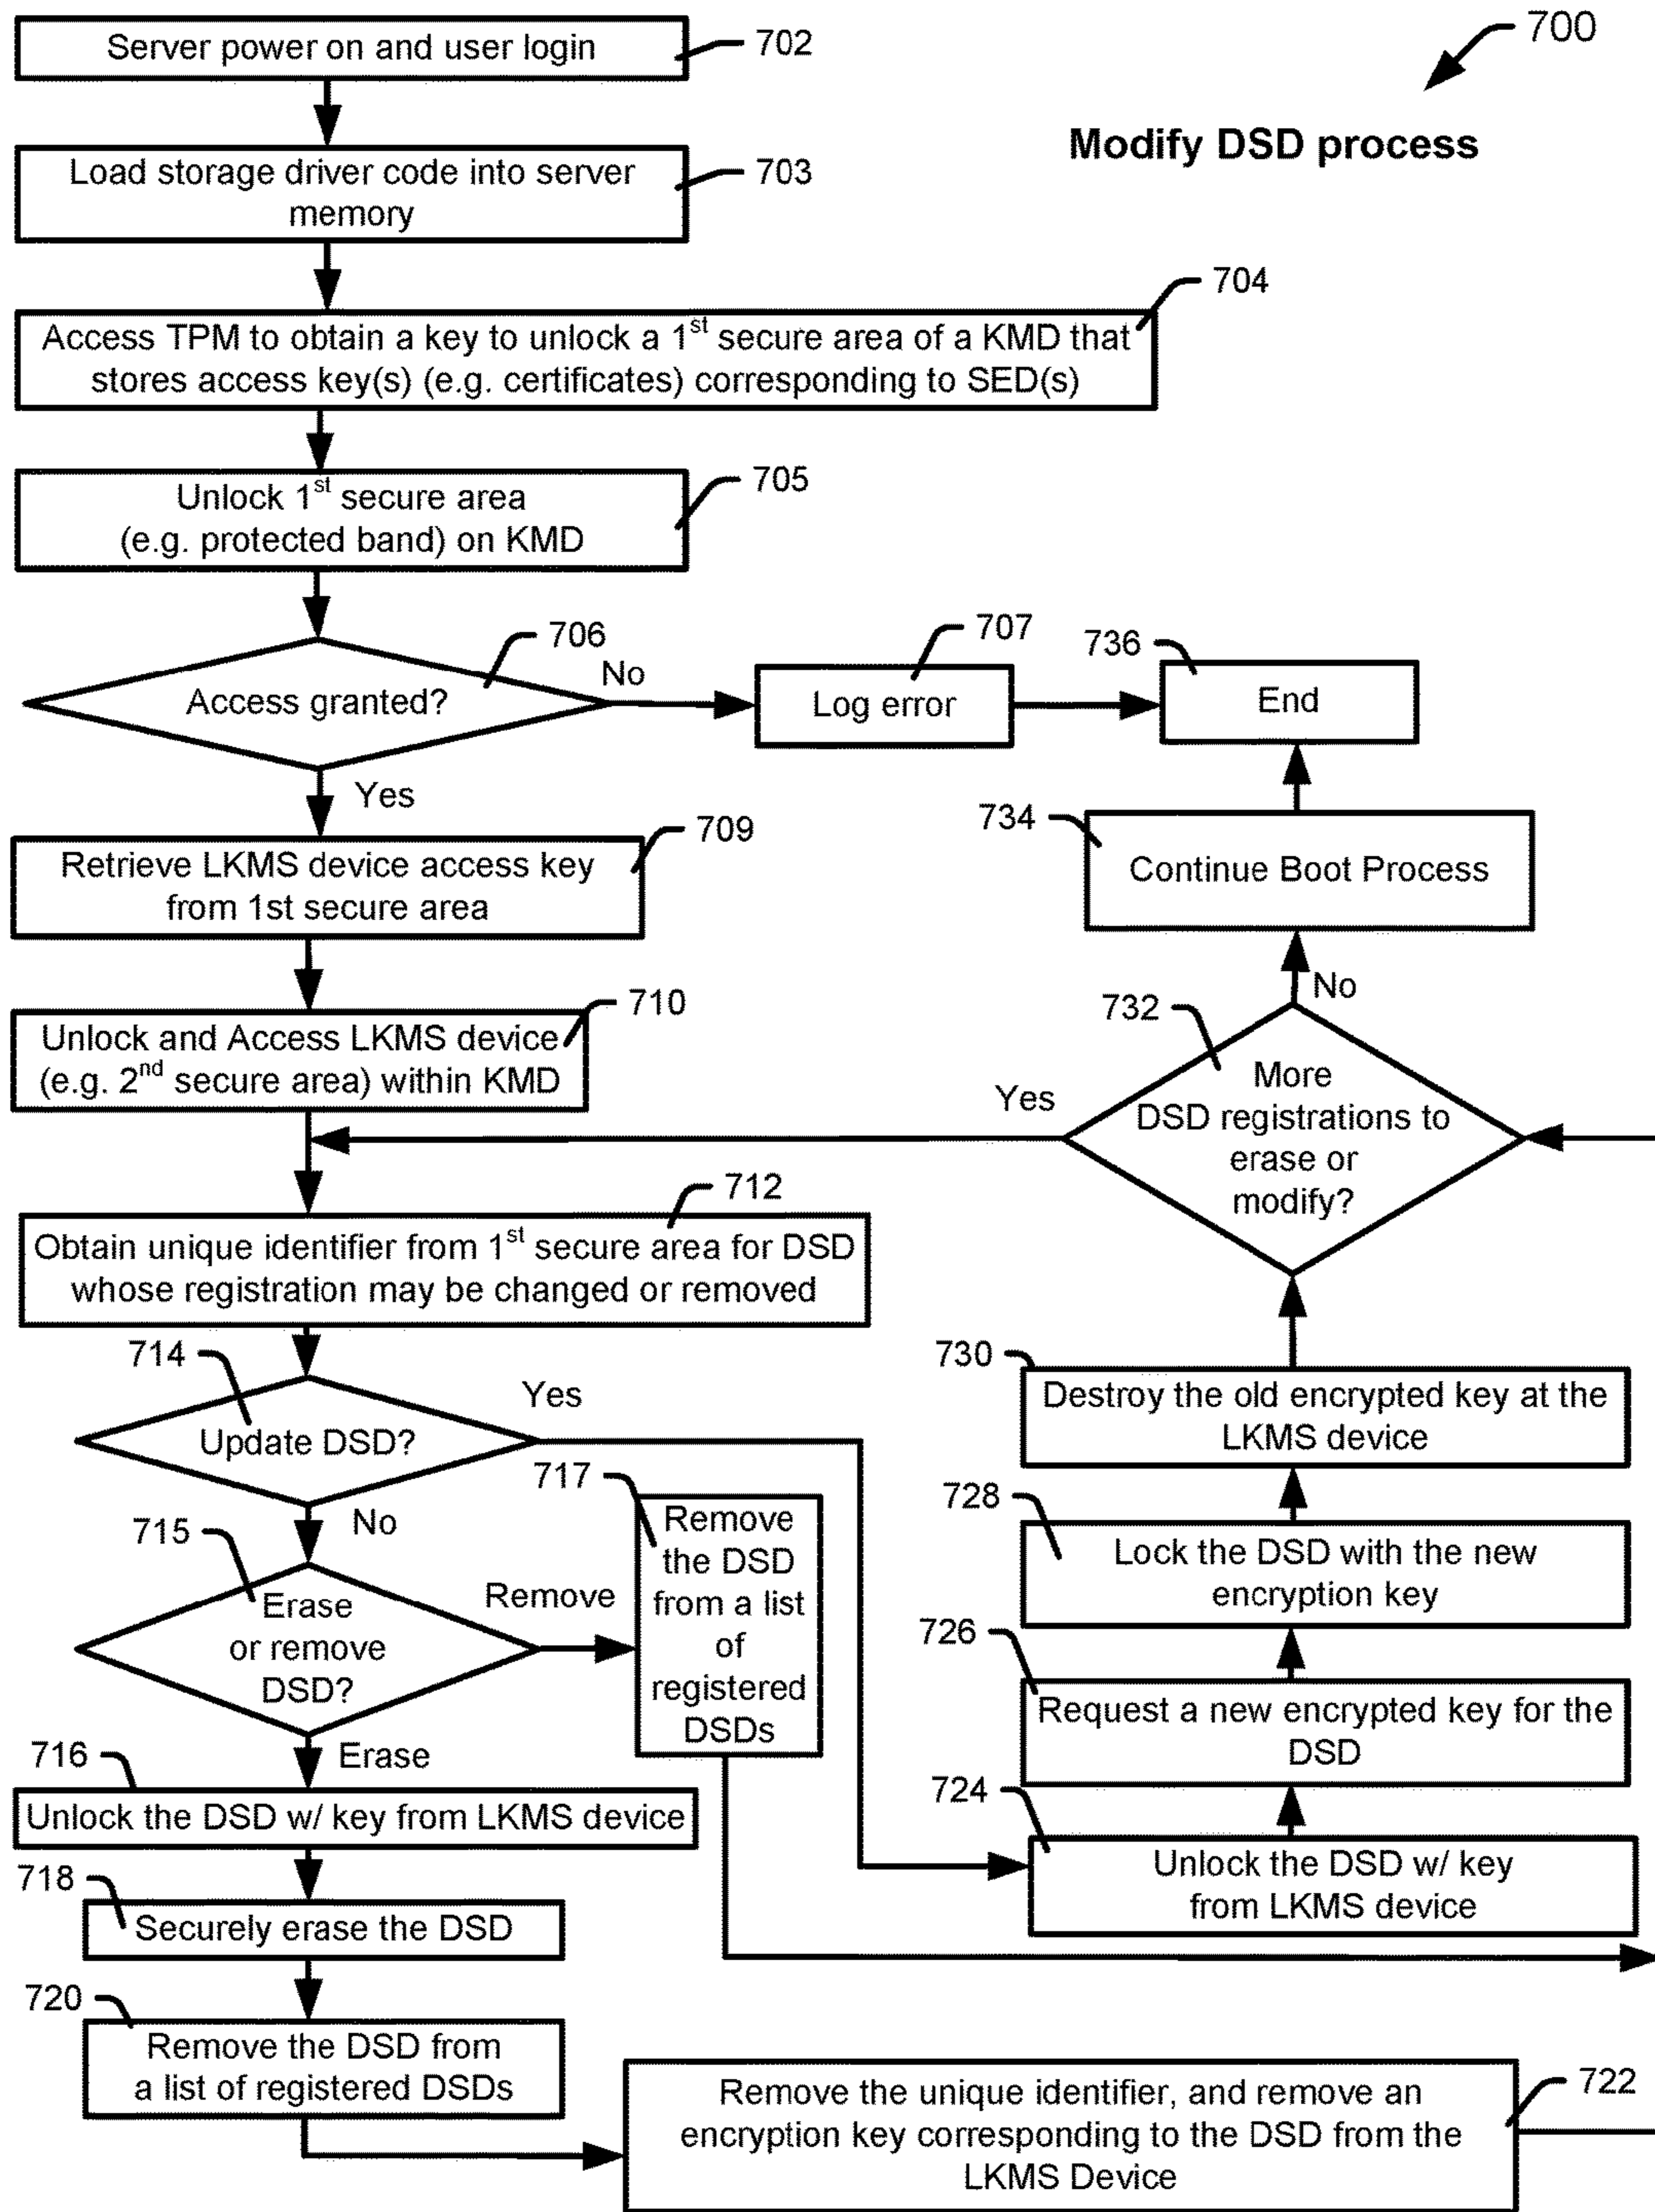 700
Modify DSD process
Server power on and user login
702
Load storage driver code into server
memory
703
704
Access TPM to obtain a key to unlock a 1st secure area of a KMD that
stores access key(s) (e.g. certificates) corresponding to SED(s)
705
Unlock 1st secure area
(e.g. protected band) on KMD
706
Access granted?
No
707
Log error
736
End
Yes
709
Retrieve LKMS device access key
from 1st secure area
734
Continue Boot Process
No
710
Unlock and Access LKMS device
(e.g. 2nd secure area) within KMD
732
More
DSD registrations to
erase or
modify?
Yes
712
Obtain unique identifier from 1st secure area for DSD
whose registration may be changed or removed
714
Update DSD?
Yes
No
715
Erase
or remove
DSD?
Remove
717
Remove
the DSD
from a list
of
registered
DSDs
Erase
716
Unlock the DSD w/ key from LKMS device
718
Securely erase the DSD
720
Remove the DSD from
a list of registered DSDs
722
Remove the unique identifier, and remove an
encryption key corresponding to the DSD from the
LKMS Device
730
Destroy the old encrypted key at the
LKMS device
728
Lock the DSD with the new
encryption key
726
Request a new encrypted key for the
DSD
724
Unlock the DSD w/ key
from LKMS device